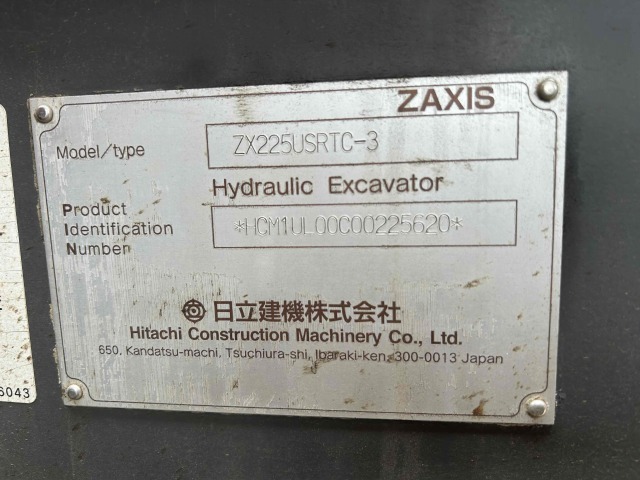 ZAXIS
Model/type ZX225USRTC-3
Hydraulic Excavator
Product
Identification *HCM1UL00C00225620*
Number
日立建機株式会社
Hitachi Construction Machinery Co., Ltd.
650, Kandatsu-machi, Tsuchiura-shi, Ibaraki-ken, 300-0013 Japan
6043